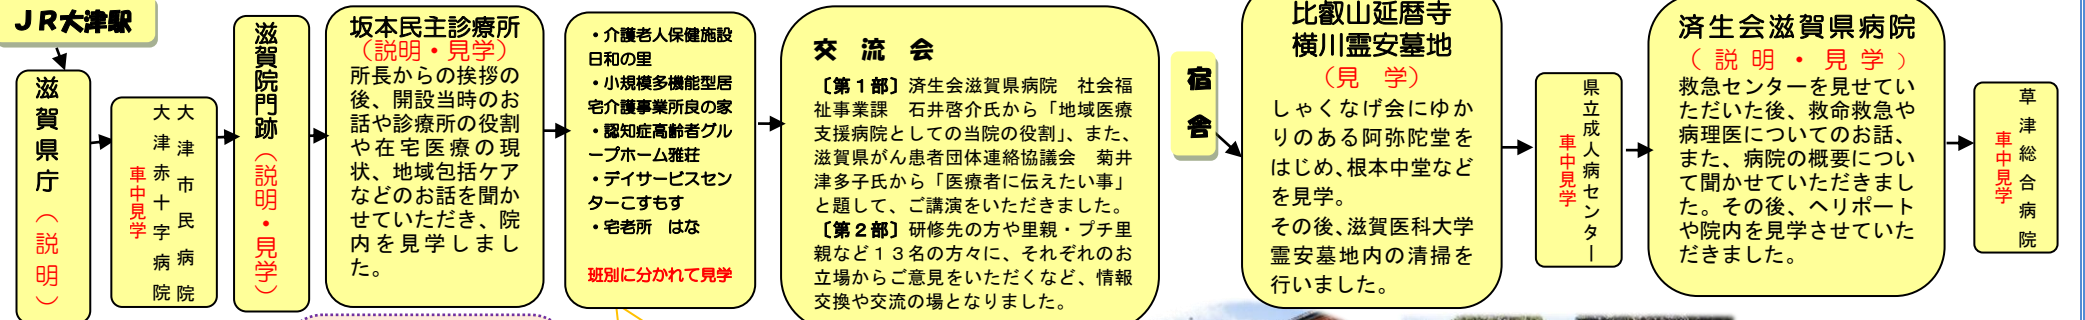 ＪＲ大津駅
滋賀県庁（説明）
大津市民病院
大津赤十字病院
車中見学
滋賀院門跡（説明・見学）
坂本民主診療所
（説明・見学）
所長からの挨拶の
後、開設当時のお
話や診療所の役割
や在宅医療の現
状、地域包括ケア
などのお話を聞か
せていただき、院
内を見学しまし
た。
・介護老人保健施設
日和の里
・小規模多機能型居
宅介護事業所良の家
・認知症高齢者グル
ープホーム雅荘
・デイサービスセン
ターこすもす
・宅老所　はな
班別に分かれて見学
交　流　会
〔第１部〕済生会滋賀県病院　社会福
祉事業課　石井啓介氏から「地域医療
支援病院としての当院の役割」、また、
滋賀県がん患者団体連絡協議会　菊井
津多子氏から「医療者に伝えたい事」
と題して、ご講演をいただきました。
〔第２部〕研修先の方や里親・プチ里
親など１３名の方々に、それぞれのお
立場からご意見をいただくなど、情報
交換や交流の場となりました。
宿舎
比叡山延暦寺
横川霊安墓地
（見　学）
しゃくなげ会にゆか
りのある阿弥陀堂を
はじめ、根本中堂など
を見学。
その後、滋賀医科大学
霊安墓地内の清掃を
行いました。
県立成人病センター
車中見学
済生会滋賀県病院
（説明・見学）
救急センターを見せてい
ただいた後、救命救急や
病理医についてのお話、
また、病院の概要につい
て聞かせていただきまし
た。その後、ヘリポート
や院内を見学させていた
だきました。
草津総合病院
車中見学